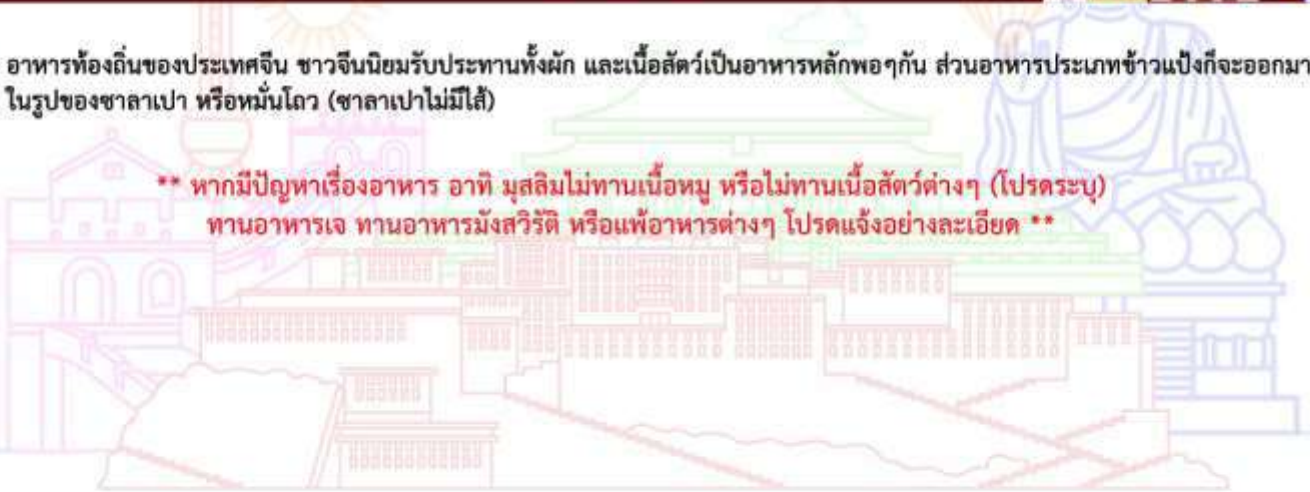 อาหารท้องถิ่นของประเทศจีน ชาวจีนนิยมรับประทานทั้งผัก และเนื้อสัตว์เป็นอาหารหลักพอๆกัน ส่วนอาหารประเภทข้าวแป้งก็จะออกมา
ในรูปของซาลาเปา หรือหมั่นโถว (ซาลาเปาไม่มีไส้)
** หากมีปัญหาเรื่องอาหาร อาทิ มุสลิมไม่ทานเนื้อหมู หรือไม่ทานเนื้อสัตว์ต่างๆ (โปรดระบุ)
ทานอาหารเจ ทานอาหารมังสวิรัติ หรือแพ้อาหารต่างๆ โปรดแจ้งอย่างละเอียด **